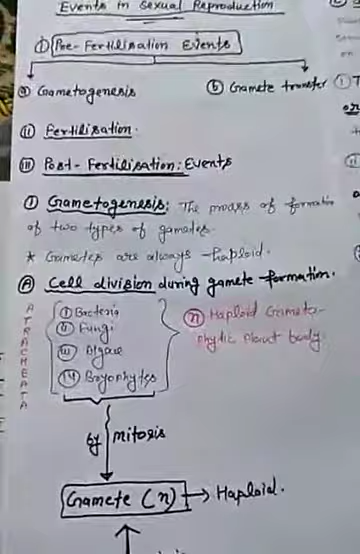 Events in Sexual Reproduction
(I) Pre-Fertilisation Events
(a) Gametogenesis
(b) Gamete transfer
(II) Fertilisation.
(III) Post-Fertilisation: Events
(I) Gametogenesis: The process of formation
of two types of gametes.
* Gametes are always haploid.
(A) Cell division during gamete formation.
ATRACHEATA
(I) Bacteria
(II) Fungi
(III) Algae
(IV) Bryophytes
(n) Haploid Gameto-
phytic plant body.
by mitosis
Gamete (n) → Haploid.